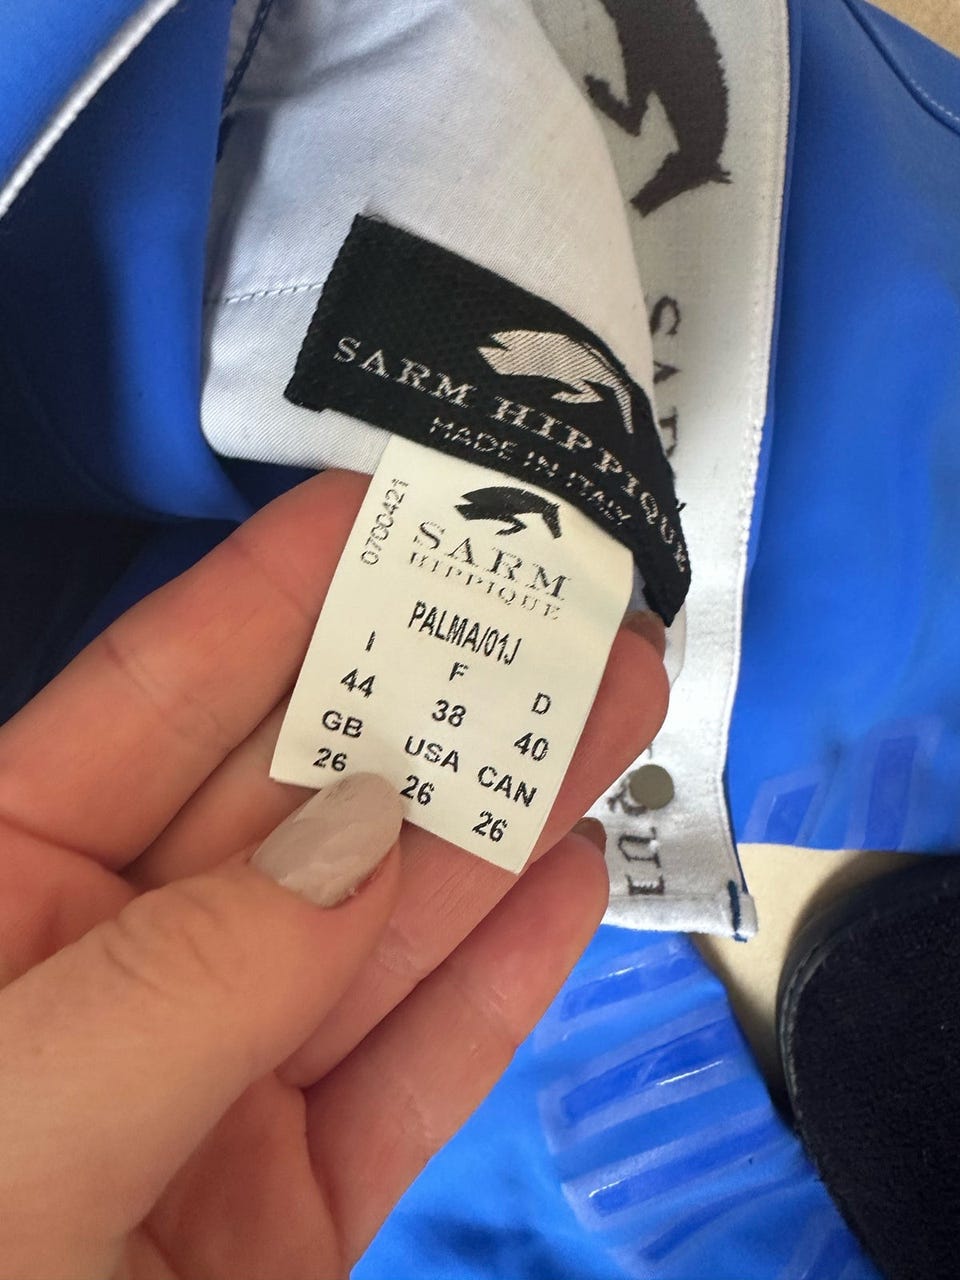 SARM HIPPIQUE
MADE IN ITALY
0700421
SARM
HIPPIQUE
PALMA/01J
I F D
44 38 40
GB USA CAN
26 26 26